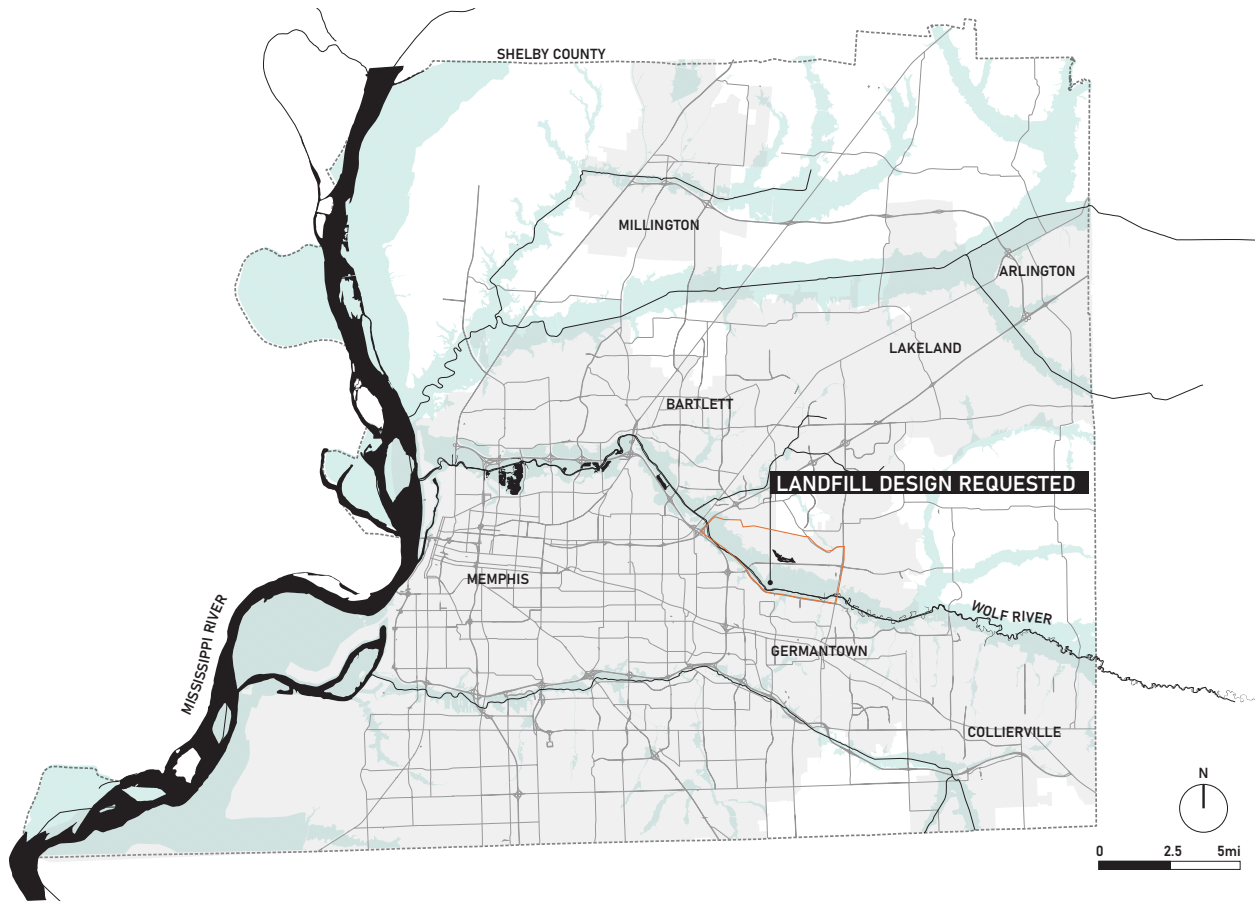 SHELBY COUNTY
MILLINGTON
ARLINGTON
LAKELAND
BARTLETT
LANDFILL DESIGN REQUESTED
MEMPHIS
WOLF RIVER
MISSISSIPPI RIVER
GERMANTOWN
COLLIERVILLE
N
0 2.5 5mi